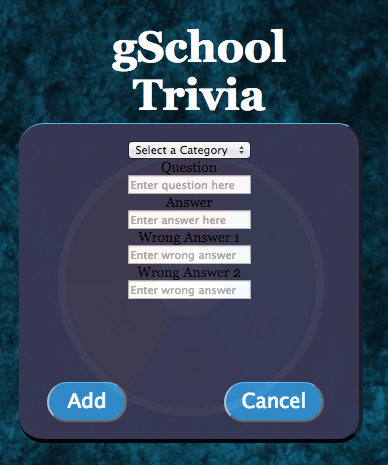 gSchool
Trivia
Select a Category
Question
Enter question here
Answer
Enter answer here
Wrong Answer 1
Enter wrong answer
Wrong Answer 2
Enter wrong answer
Add Cancel